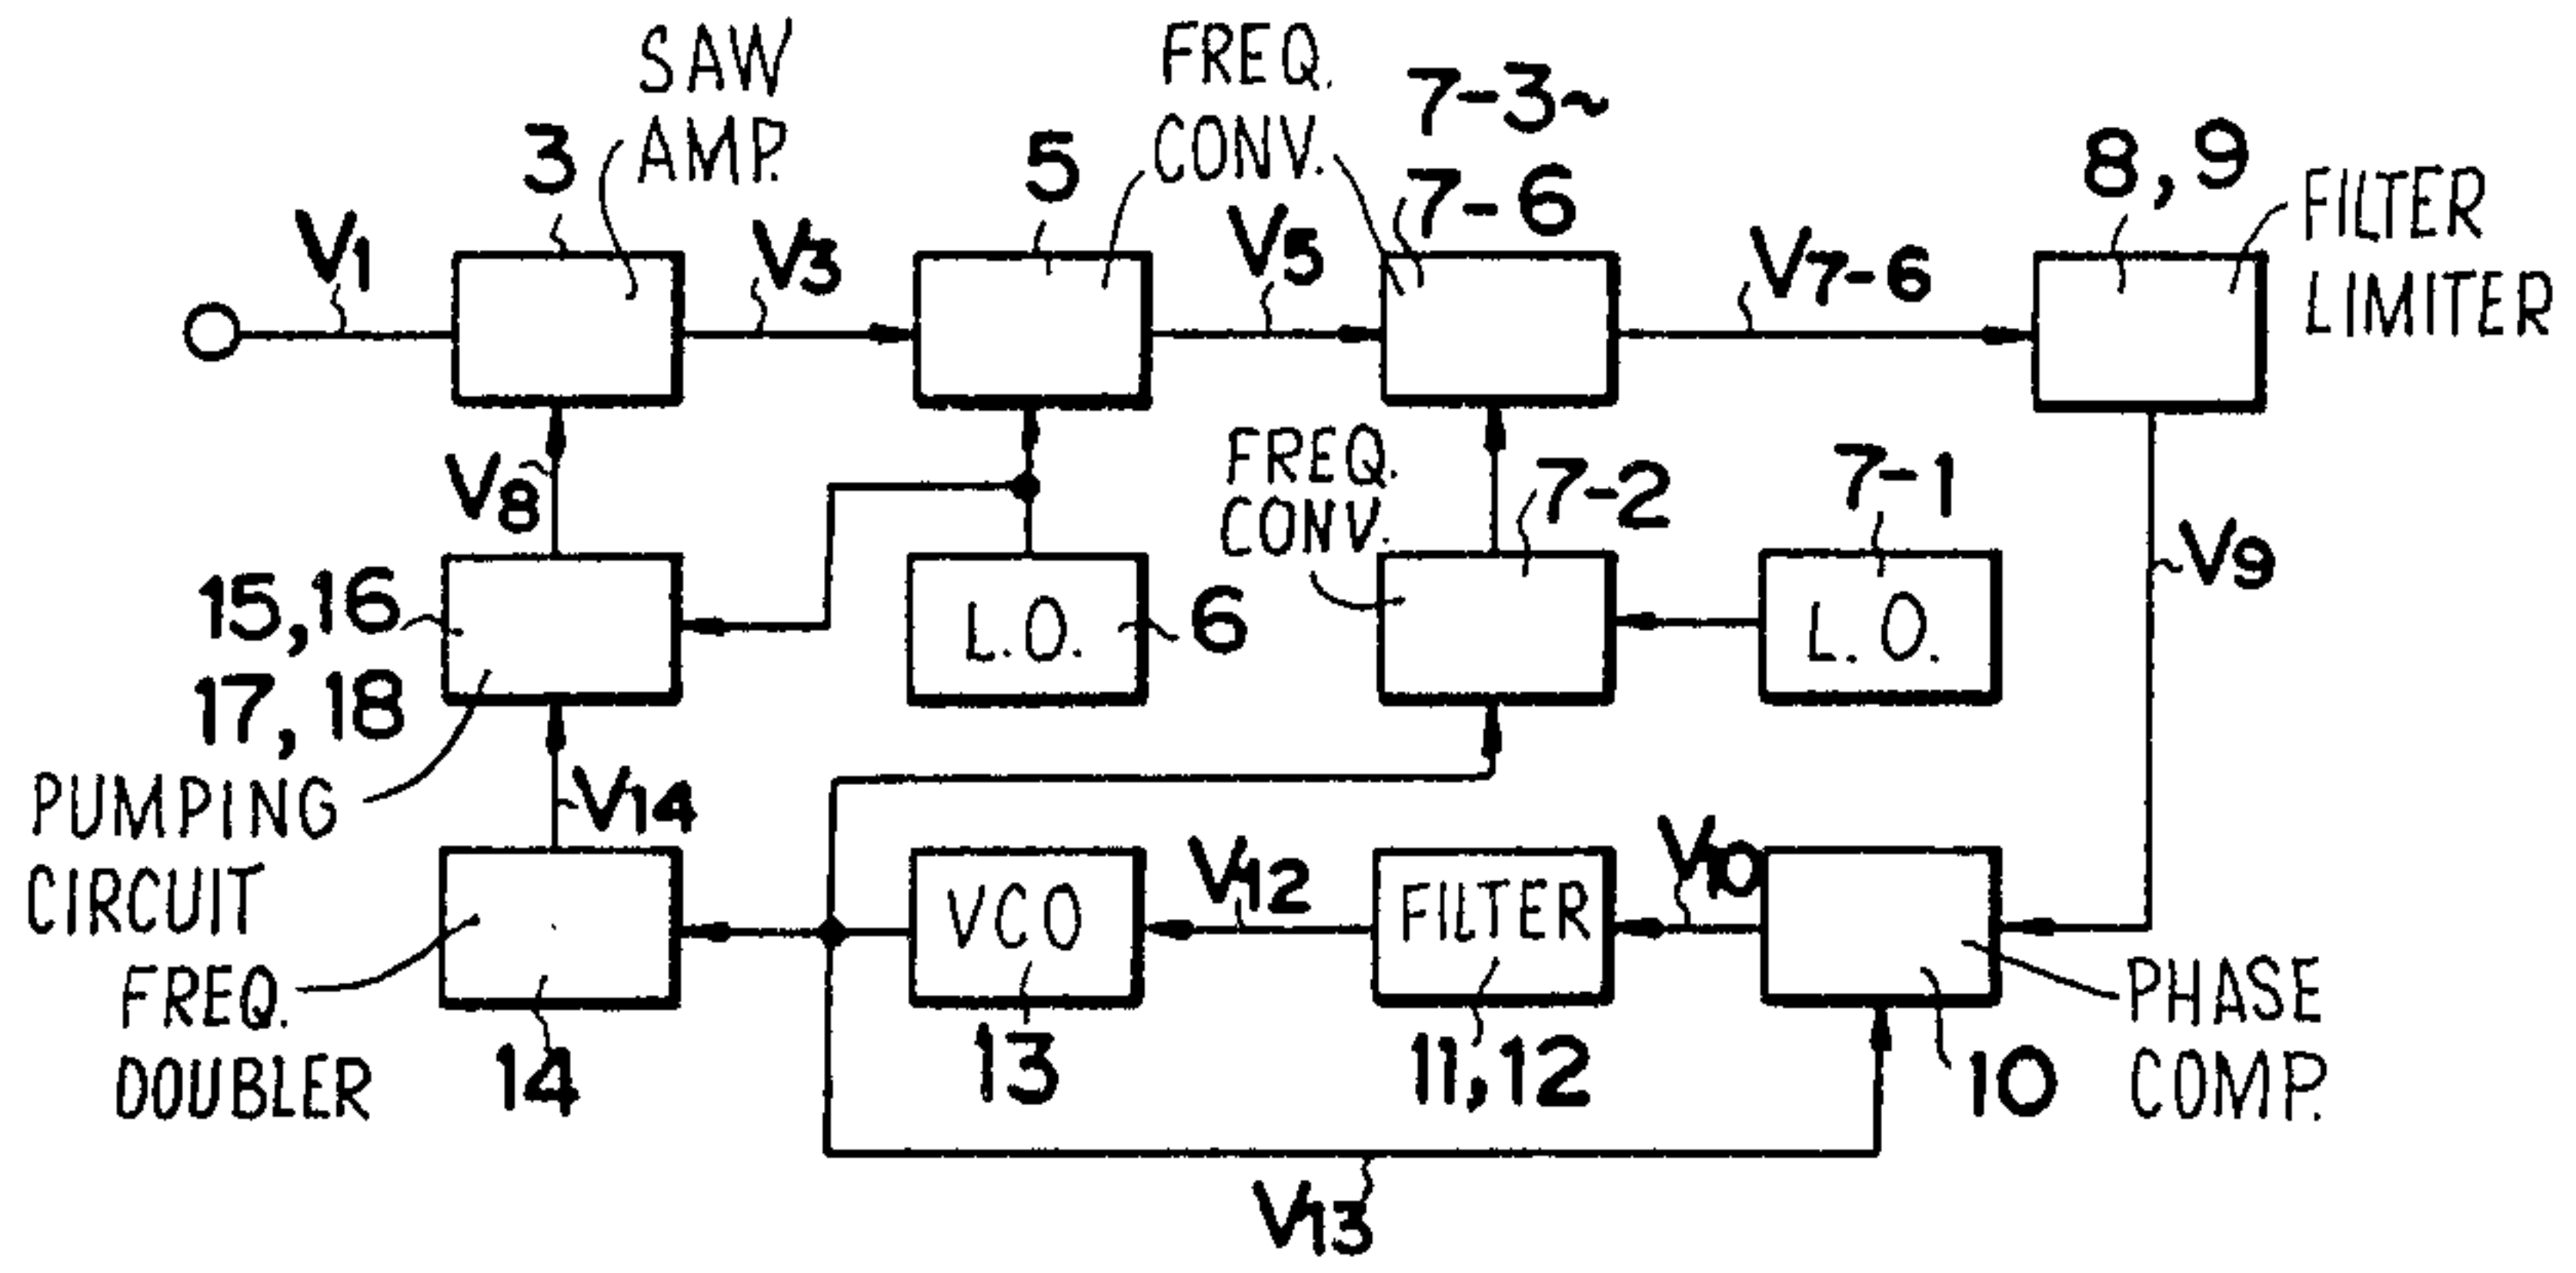 SAW
AMP.
3
FREQ.
CONV.
5
7-3~
7-6
8,9
FILTER
LIMITER
V1
V3
V5
V7-6
V8
FREQ.
CONV.
7-2
7-1
V9
15,16
17,18
L.O.
6
L.O.
PUMPING
CIRCUIT
V14
V12
V10
VCO
FILTER
FREQ.
DOUBLER
14
13
11,12
10
PHASE
COMP.
V13